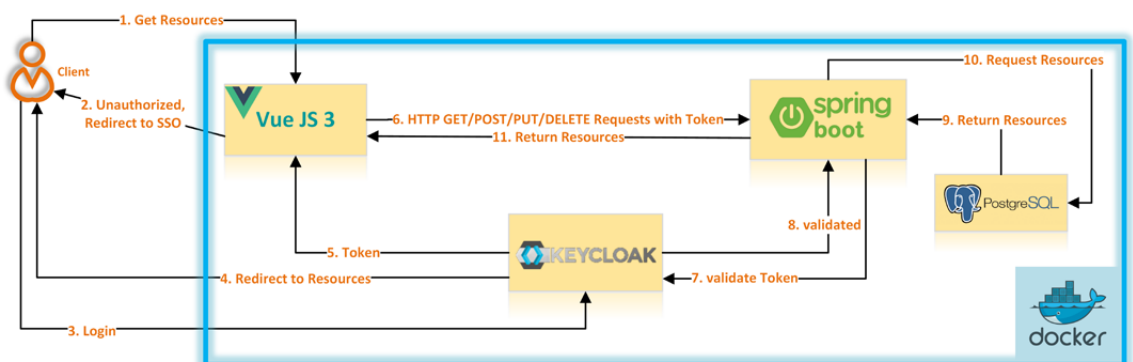 1. Get Resources
10. Request Resources
Client
2. Unauthorized,
Redirect to SSO
Vue JS 3
6. HTTP GET/POST/PUT/DELETE Requests with Token
11. Return Resources
spring
boot
9. Return Resources
PostgreSQL
8. validated
5. Token
KEYCLOAK
4. Redirect to Resources
7. validate Token
3. Login
docker